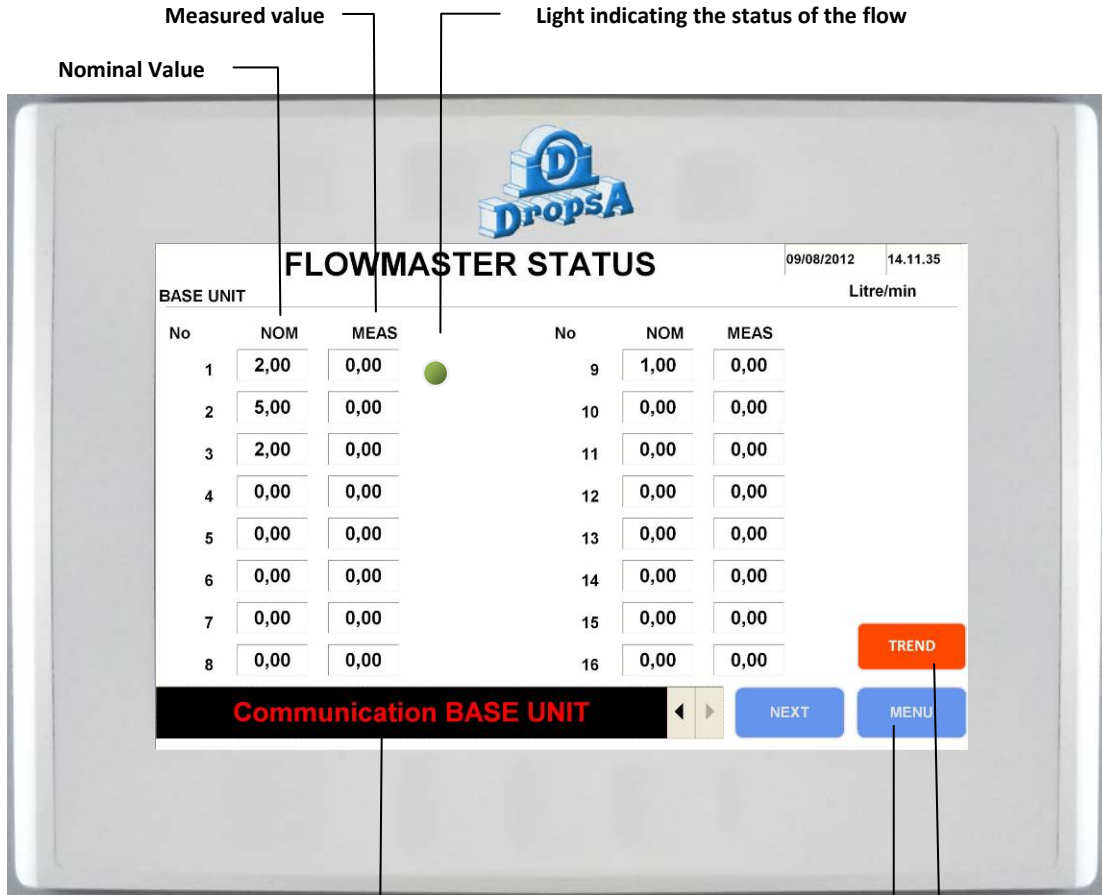 Measured value
Light indicating the status of the flow
Nominal Value
D
DropsA
FLOWMASTER STATUS
09/08/2012 14.11.35
BASE UNIT
Litre/min
No NOM MEAS No NOM MEAS
1 2,00 0,00 9 1,00 0,00
2 5,00 0,00 10 0,00 0,00
3 2,00 0,00 11 0,00 0,00
4 0,00 0,00 12 0,00 0,00
5 0,00 0,00 13 0,00 0,00
6 0,00 0,00 14 0,00 0,00
7 0,00 0,00 15 0,00 0,00
8 0,00 0,00 16 0,00 0,00
TREND
Communication BASE UNIT
NEXT
MENU